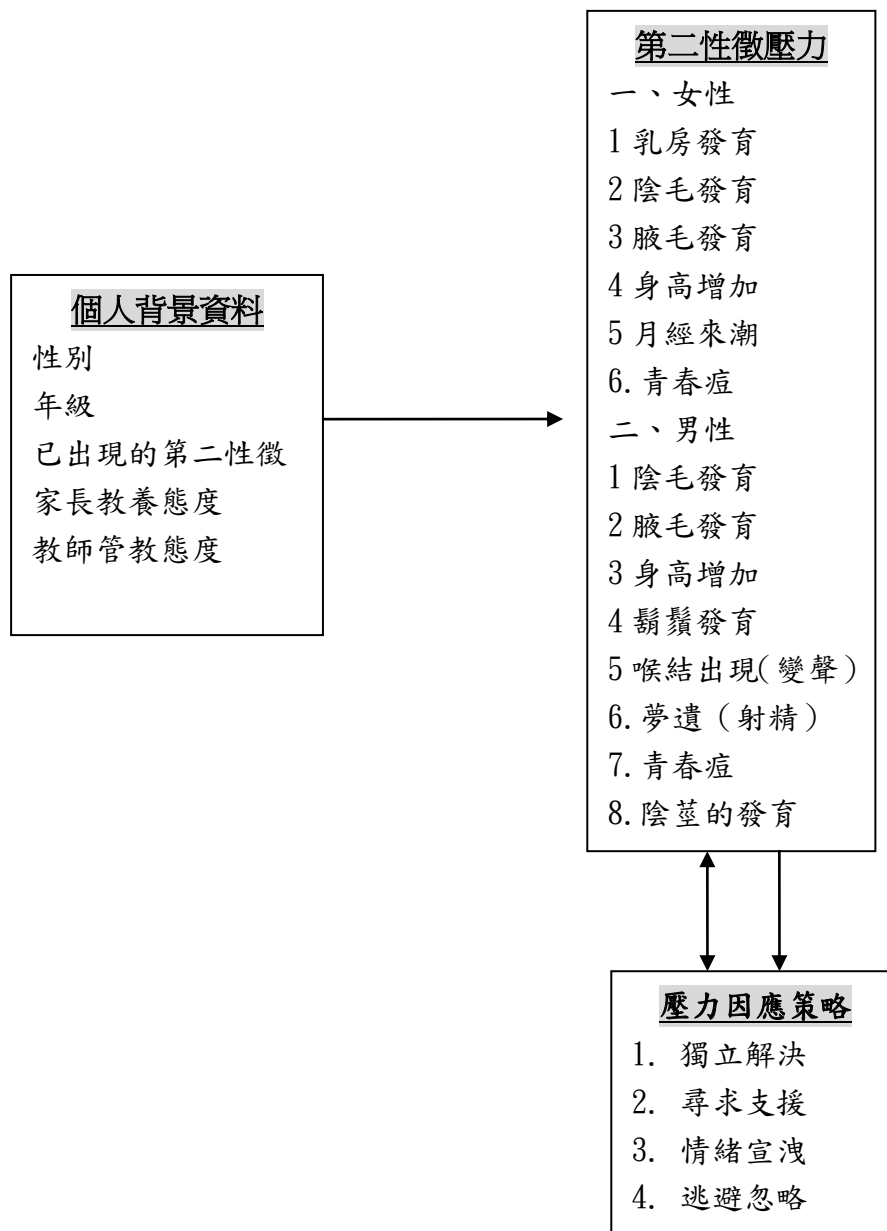 個人背景資料
性別
年級
已出現的第二性徵
家長教養態度
教師管教態度
第二性徵壓力
一、女性
1 乳房發育
2 陰毛發育
3 腋毛發育
4 身高增加
5 月經來潮
6. 青春痘
二、男性
1 陰毛發育
2 腋毛發育
3 身高增加
4 鬍鬚發育
5 喉結出現(變聲)
6. 夢遺（射精）
7. 青春痘
8. 陰莖的發育
壓力因應策略
1. 獨立解決
2. 尋求支援
3. 情緒宣洩
4. 逃避忽略